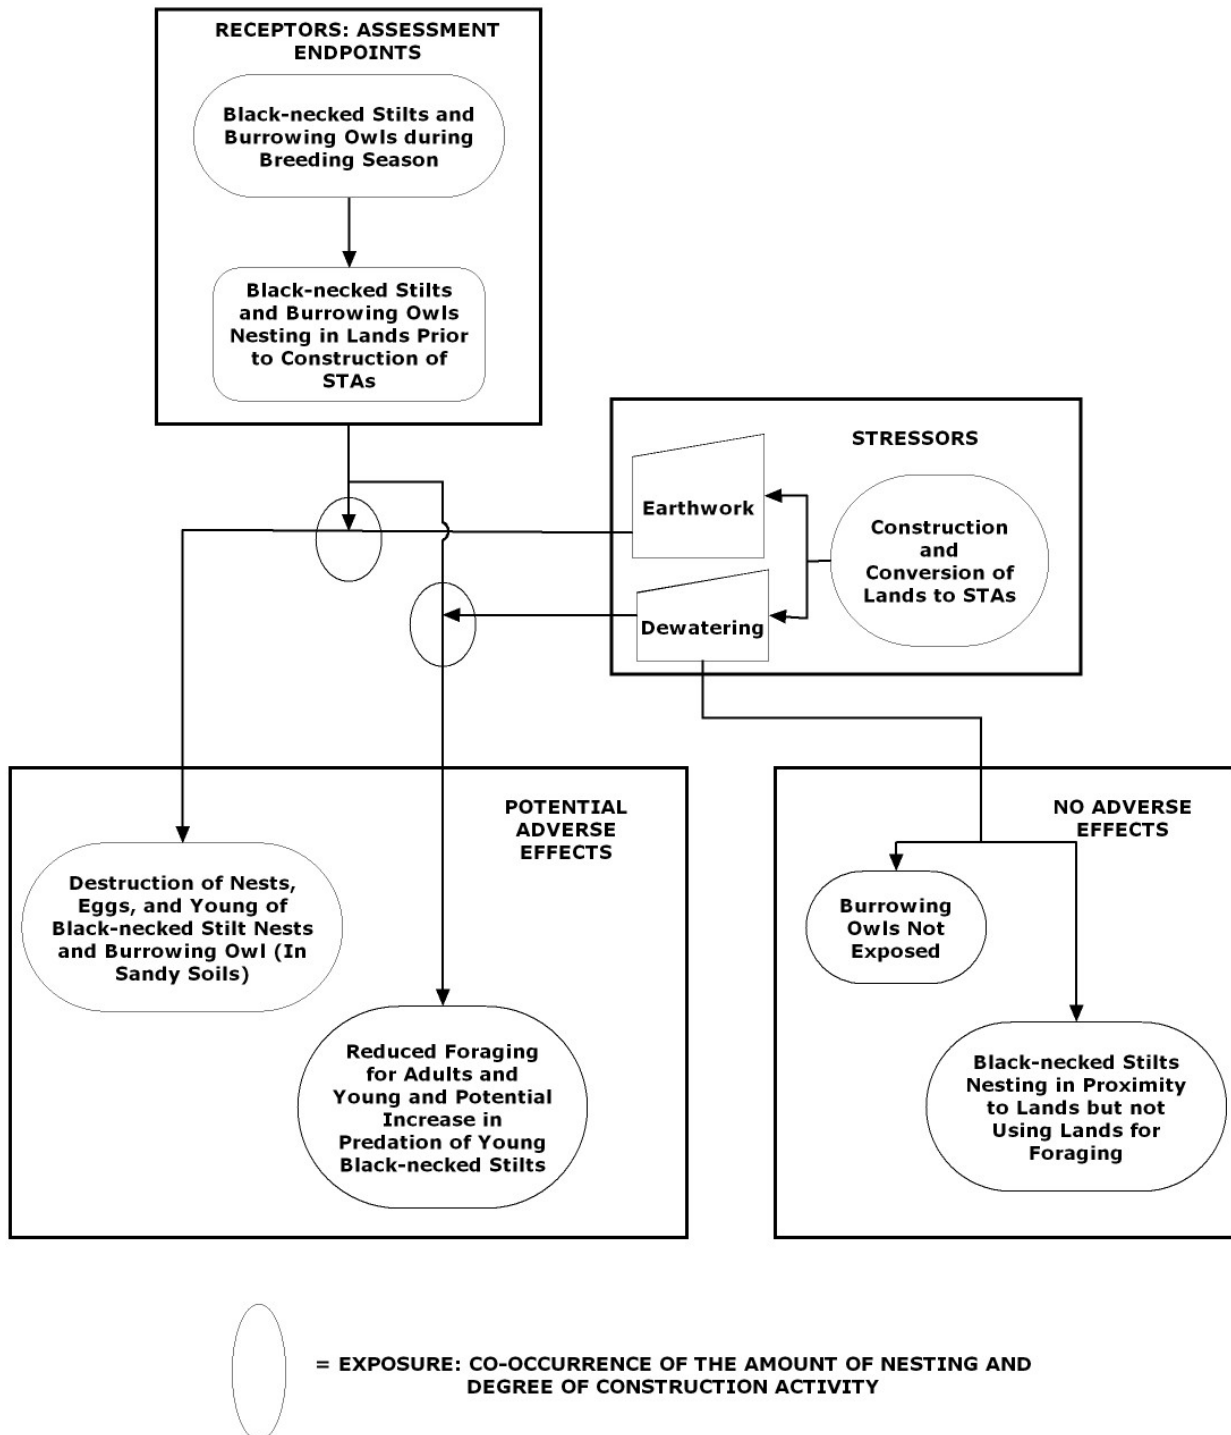 RECEPTORS: ASSESSMENT
ENDPOINTS
Black-necked Stilts and
Burrowing Owls during
Breeding Season
Black-necked Stilts
and Burrowing Owls
Nesting in Lands Prior
to Construction of
STAs
STRESSORS
Earthwork
Construction
and
Conversion of
Lands to STAs
Dewatering
POTENTIAL
ADVERSE
EFFECTS
Destruction of Nests,
Eggs, and Young of
Black-necked Stilt Nests
and Burrowing Owl (In
Sandy Soils)
Reduced Foraging
for Adults and
Young and Potential
Increase in
Predation of Young
Black-necked Stilts
NO ADVERSE
EFFECTS
Burrowing
Owls Not
Exposed
Black-necked Stilts
Nesting in Proximity
to Lands but not
Using Lands for
Foraging
= EXPOSURE: CO-OCCURRENCE OF THE AMOUNT OF NESTING AND
DEGREE OF CONSTRUCTION ACTIVITY